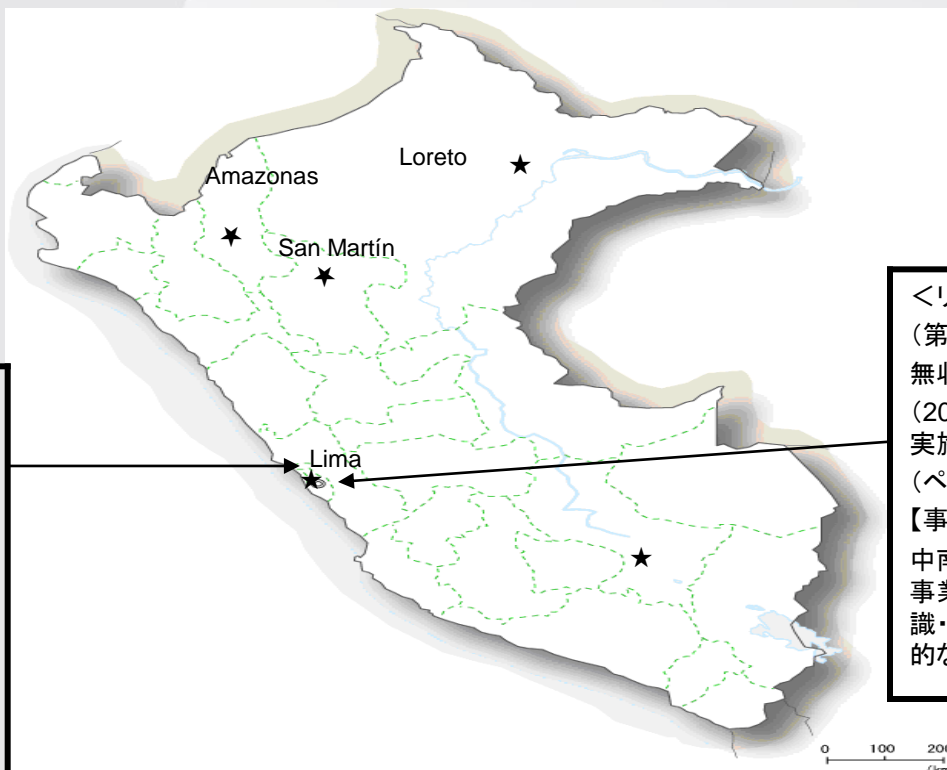 Loreto
Amazonas
San Martín
Lima
<リ
(第
無収
(20
実施
(ペ
【事
中南
事業
識・
的な
0 100 200